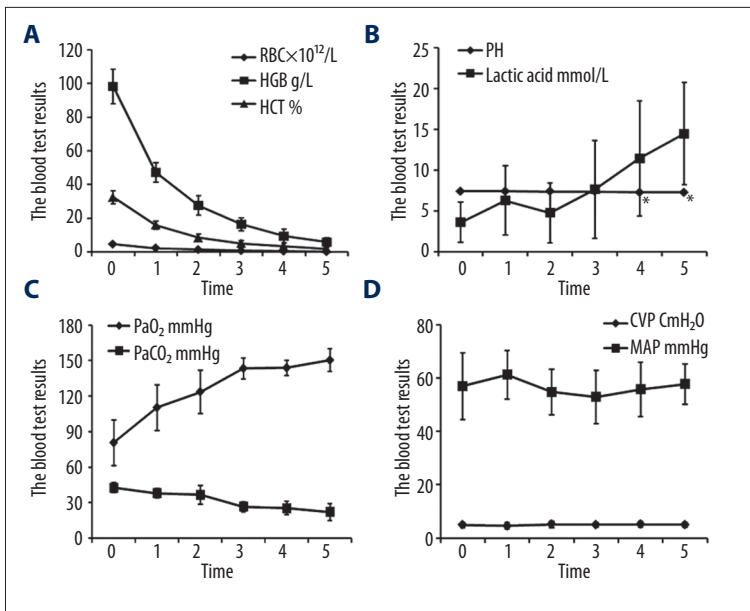 A
The blood test results
120
100
80
60
40
20
0
RBC×10¹²/L
HGB g/L
HCT %
0 1 2 3 4 5
Time
B
The blood test results
25
20
15
10
5
0
PH
Lactic acid mmol/L
* *
0 1 2 3 4 5
Time
C
The blood test results
180
150
120
90
60
30
0
PaO₂ mmHg
PaCO₂ mmHg
0 1 2 3 4 5
Time
D
The blood test results
80
60
40
20
0
CVP CmH₂O
MAP mmHg
0 1 2 3 4 5
Time